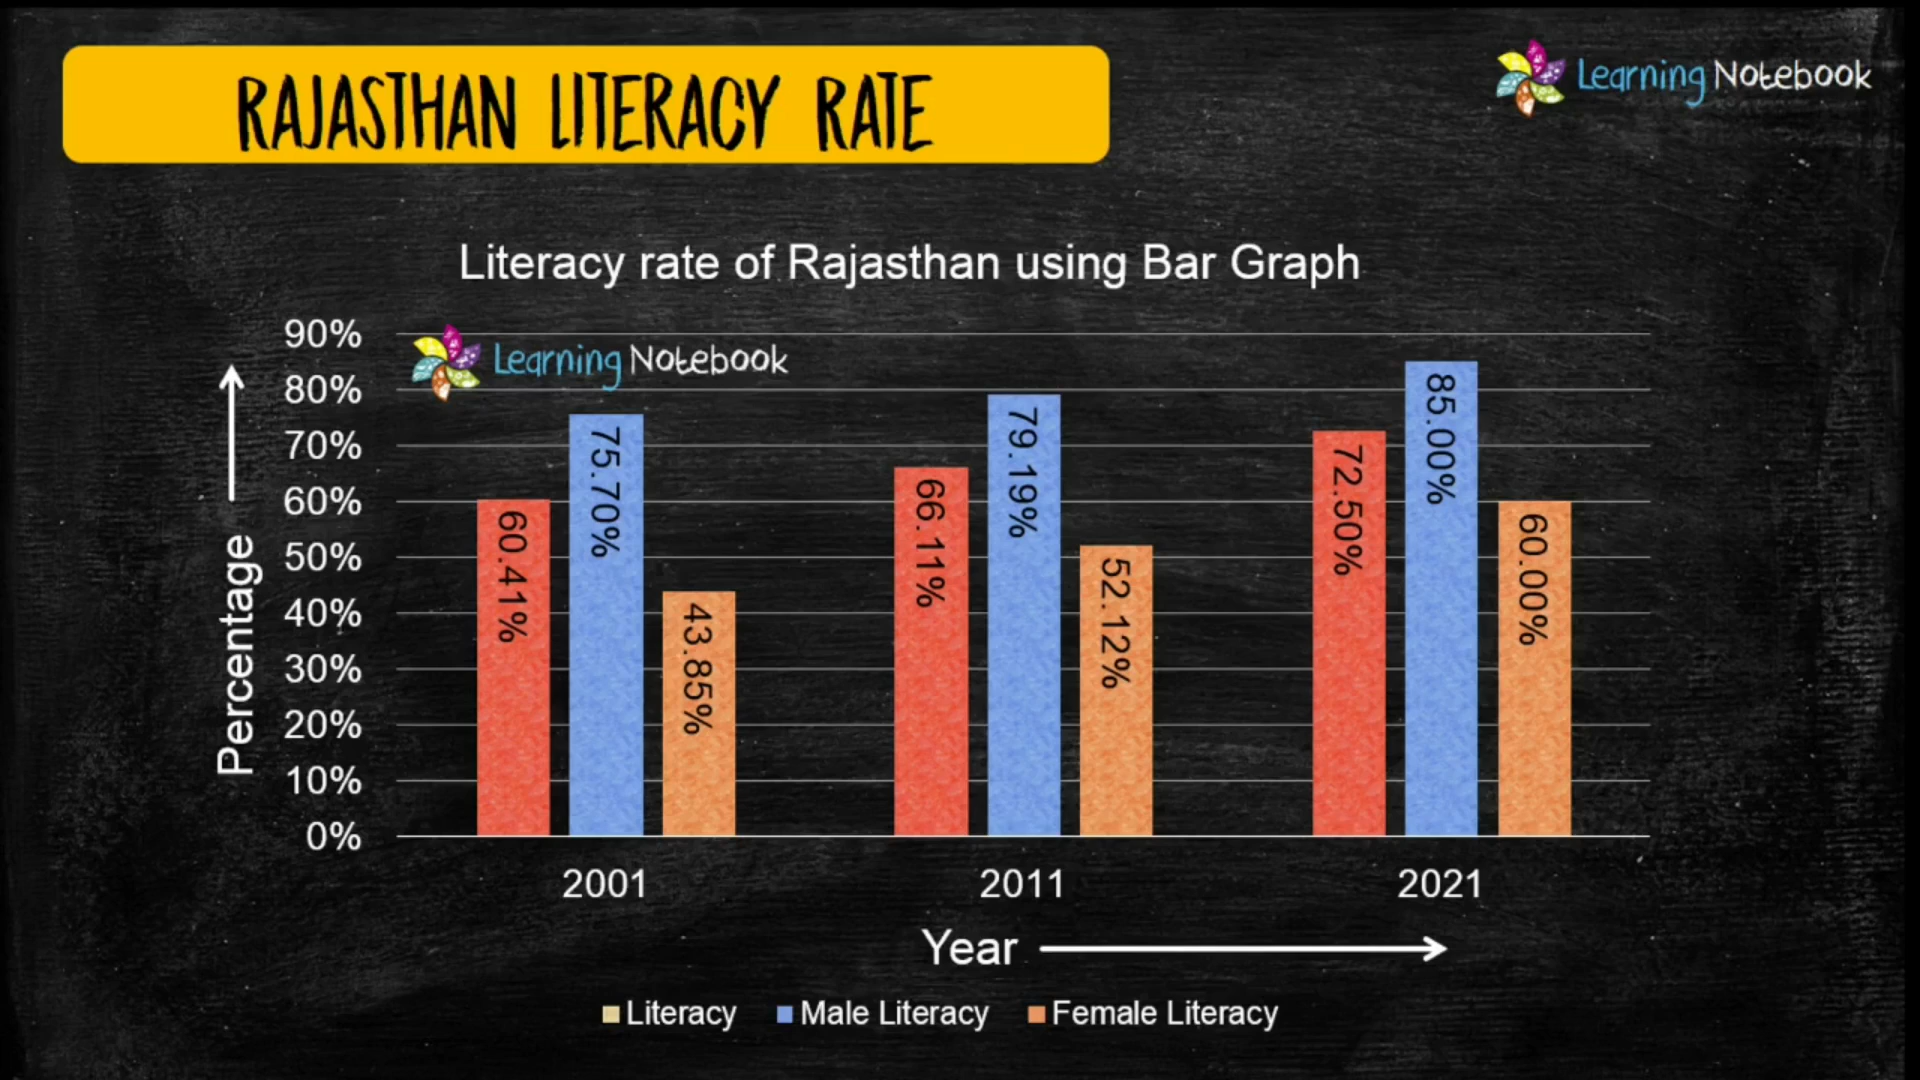 RAJASTHAN LITERACY RATE
Learning Notebook
Literacy rate of Rajasthan using Bar Graph
Learning Notebook
90%
80%
70%
60%
50%
40%
30%
20%
10%
0%
Percentage
60.41%
75.70%
43.85%
66.11%
79.19%
52.12%
72.50%
85.00%
60.00%
2001 2011 2021
Year
Literacy Male Literacy Female Literacy